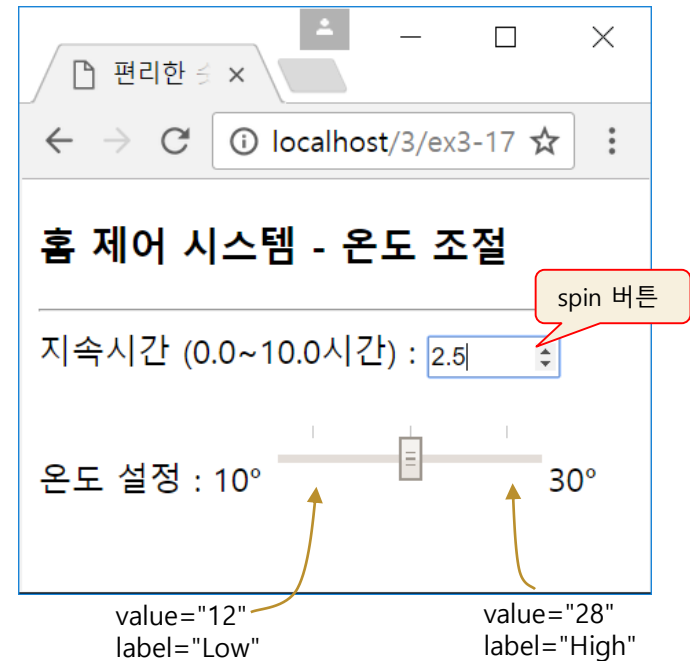 편리한
localhost/3/ex3-17
홈 제어 시스템 - 온도 조절
spin 버튼
지속시간 (0.0~10.0시간) : 2.5
온도 설정 : 10º 30º
value="12" value="28"
label="Low" label="High"